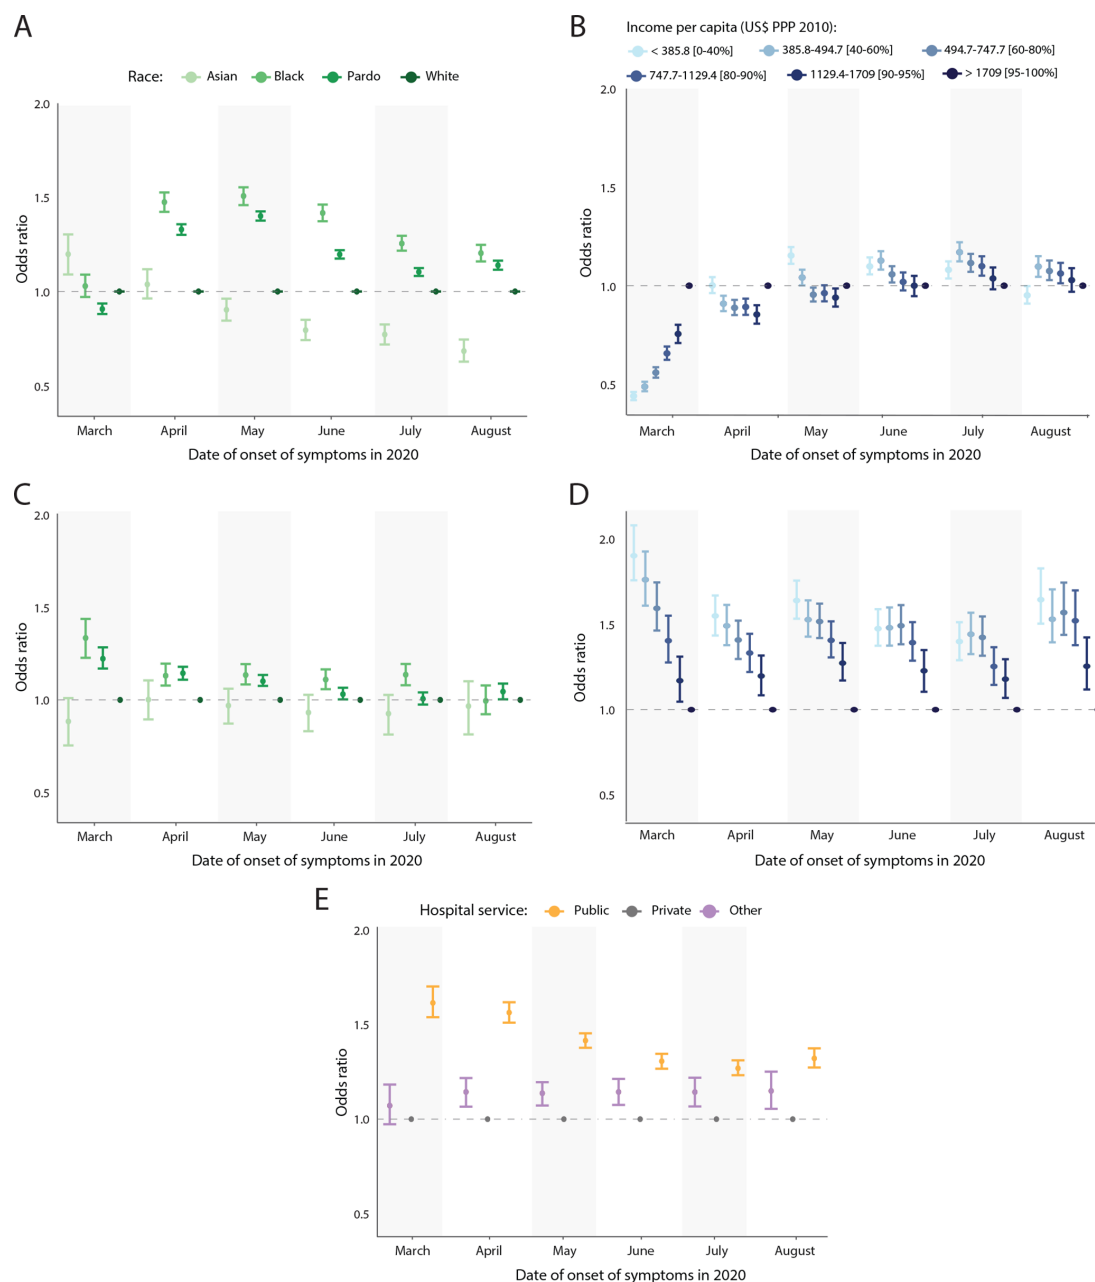 A
Race: Asian Black Pardo White
2.0
1.5
1.0
0.5
Odds ratio
March April May June July August
Date of onset of symptoms in 2020
B
Income per capita (US$ PPP 2010):
< 385.8 [0-40%] 385.8-494.7 [40-60%] 494.7-747.7 [60-80%]
747.7-1129.4 [80-90%] 1129.4-1709 [90-95%] > 1709 [95-100%]
2.0
1.5
1.0
0.5
Odds ratio
March April May June July August
Date of onset of symptoms in 2020
C
2.0
1.5
1.0
0.5
Odds ratio
March April May June July August
Date of onset of symptoms in 2020
D
2.0
1.5
1.0
0.5
Odds ratio
March April May June July August
Date of onset of symptoms in 2020
E
Hospital service: Public Private Other
2.0
1.5
1.0
0.5
Odds ratio
March April May June July August
Date of onset of symptoms in 2020